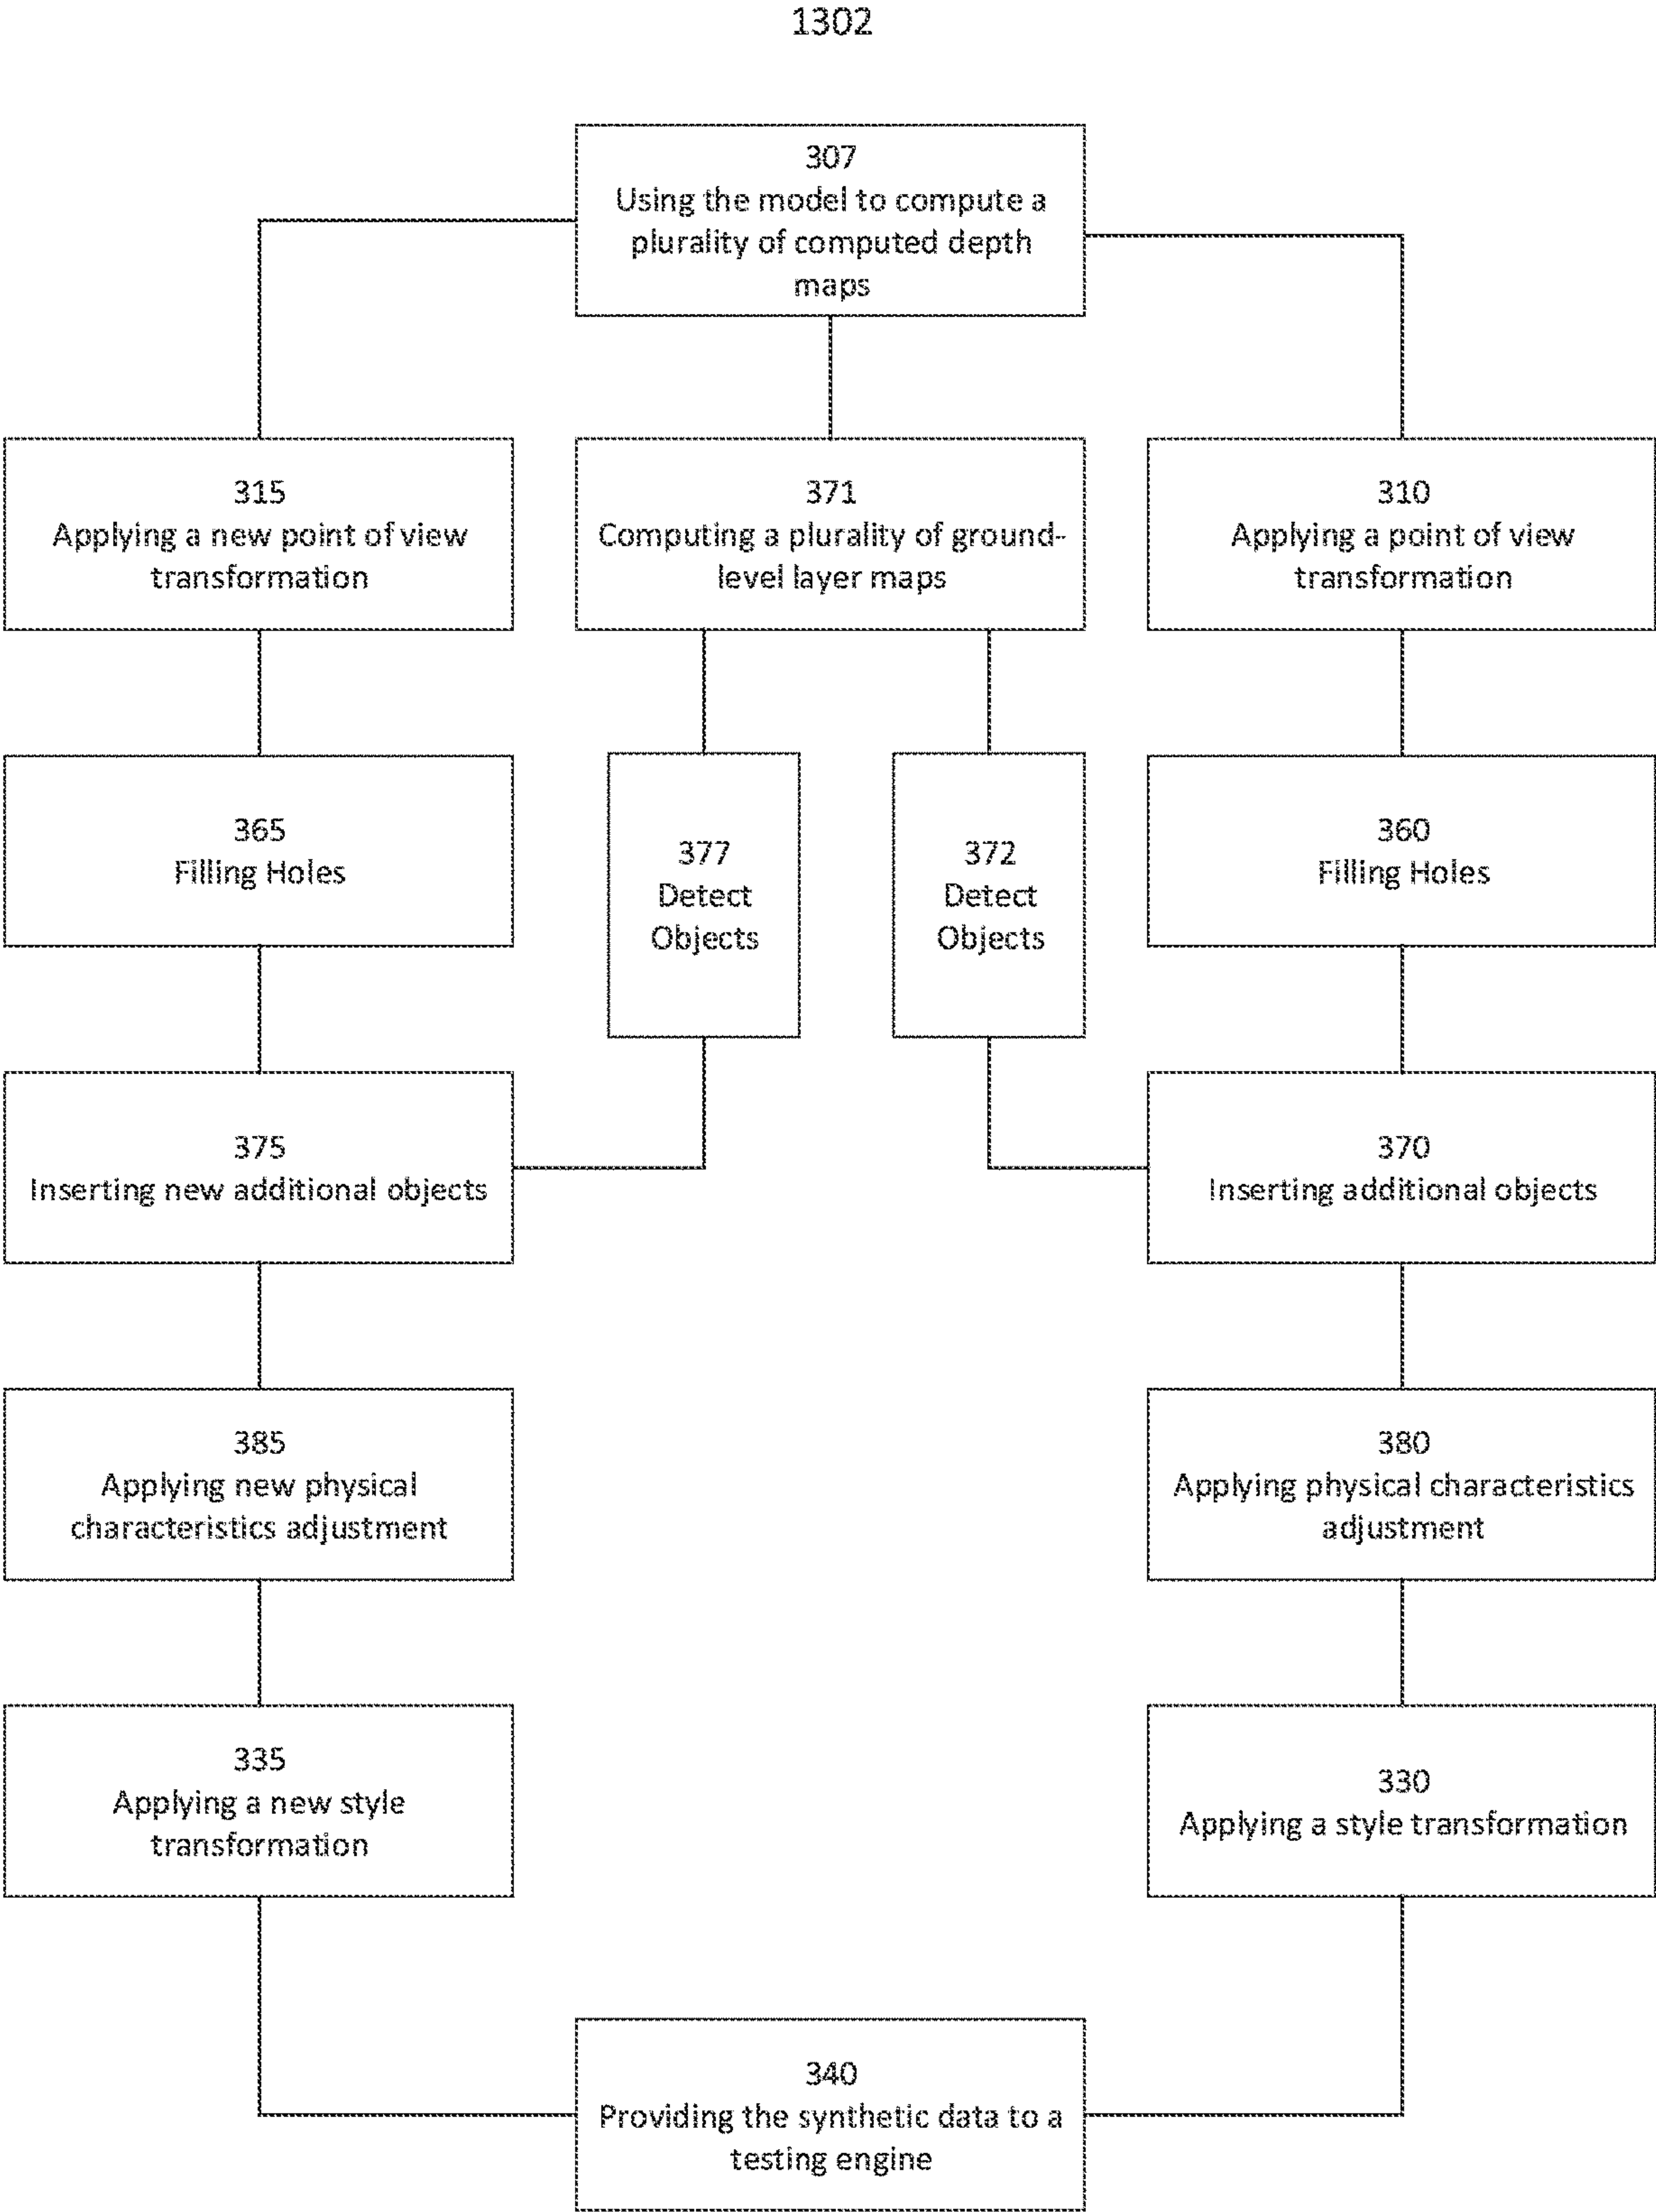 1302
307
Using the model to compute a
plurality of computed depth
maps
315
Applying a new point of view
transformation
371
Computing a plurality of ground-
level layer maps
310
Applying a point of view
transformation
365
Filling Holes
377
Detect
Objects
372
Detect
Objects
360
Filling Holes
375
Inserting new additional objects
370
Inserting additional objects
385
Applying new physical
characteristics adjustment
380
Applying physical characteristics
adjustment
335
Applying a new style
transformation
330
Applying a style transformation
340
Providing the synthetic data to a
testing engine